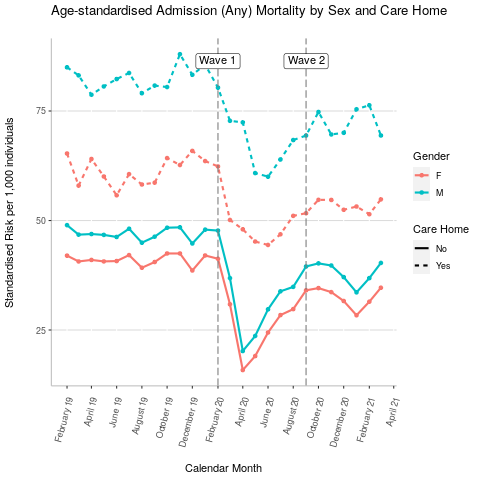 Age-standardised Admission (Any) Mortality by Sex and Care Home
Standardised Risk per 1,000 individuals
75
50
25
Wave 1
Wave 2
February 19
April 19
June 19
August 19
October 19
December 19
February 20
April 20
June 20
August 20
October 20
December 20
February 21
April 21
Calendar Month
Gender
F
M
Care Home
No
Yes